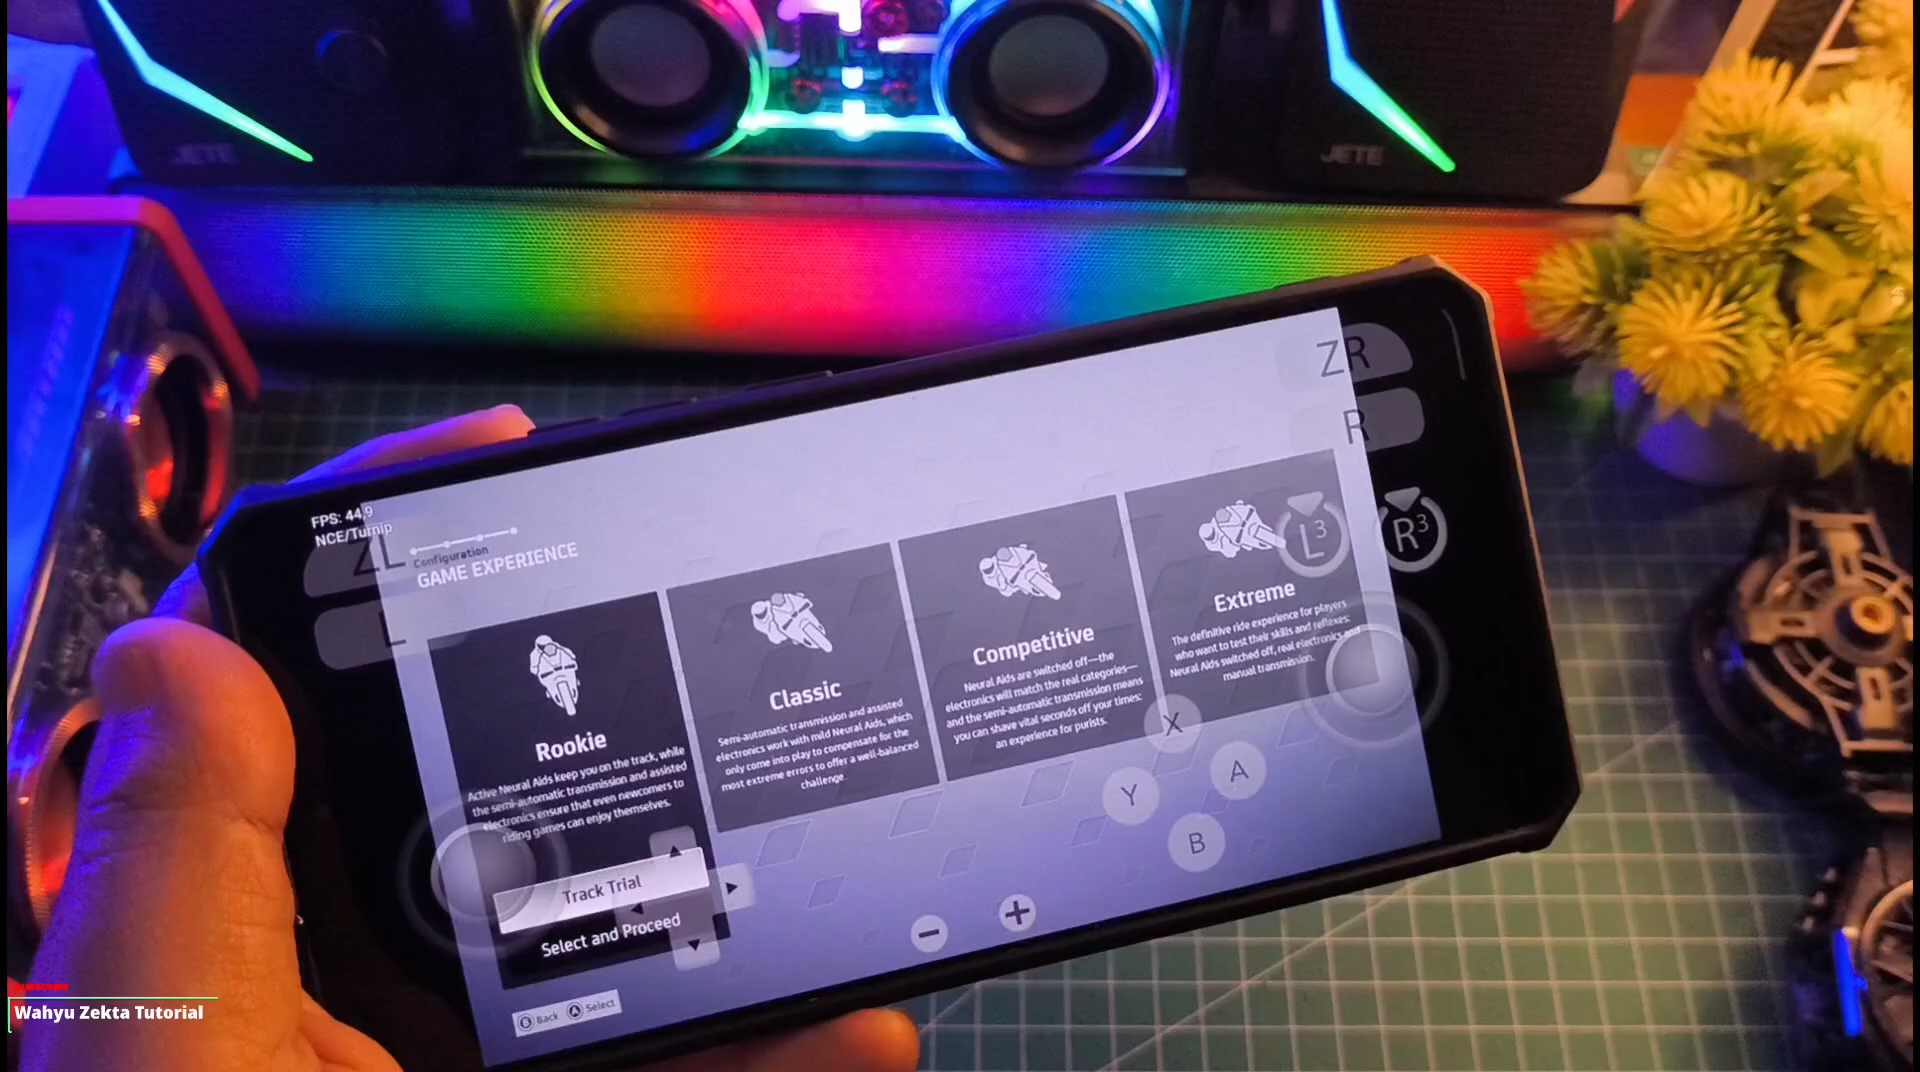 JETE
JETE
ZR
R
FPS: 44,9
NCE/Turnip
ZL
L
Configuration
GAME EXPERIENCE
L3
R3
Rookie
Active Neural Aids keep you on the track, while
the semi-automatic transmission and assisted
electronics ensure that even newcomers to
riding games can enjoy themselves.
Classic
Semi-automatic transmission and assisted
electronics work with mild Neural Aids, which
only come into play to compensate for the
most extreme errors to offer a well-balanced
challenge.
Competitive
Neural Aids are switched off—the
electronics will match the real categories—
and the semi-automatic transmission means
you can shave vital seconds off your times:
an experience for purists.
Extreme
The definitive ride experience for players
who want to test their skills and reflexes:
Neural Aids switched off, real electronics and
manual transmission.
X
Y
A
B
Track Trial
Select and Proceed
B Back A Select
SUBSCRIBE
Wahyu Zekta Tutorial